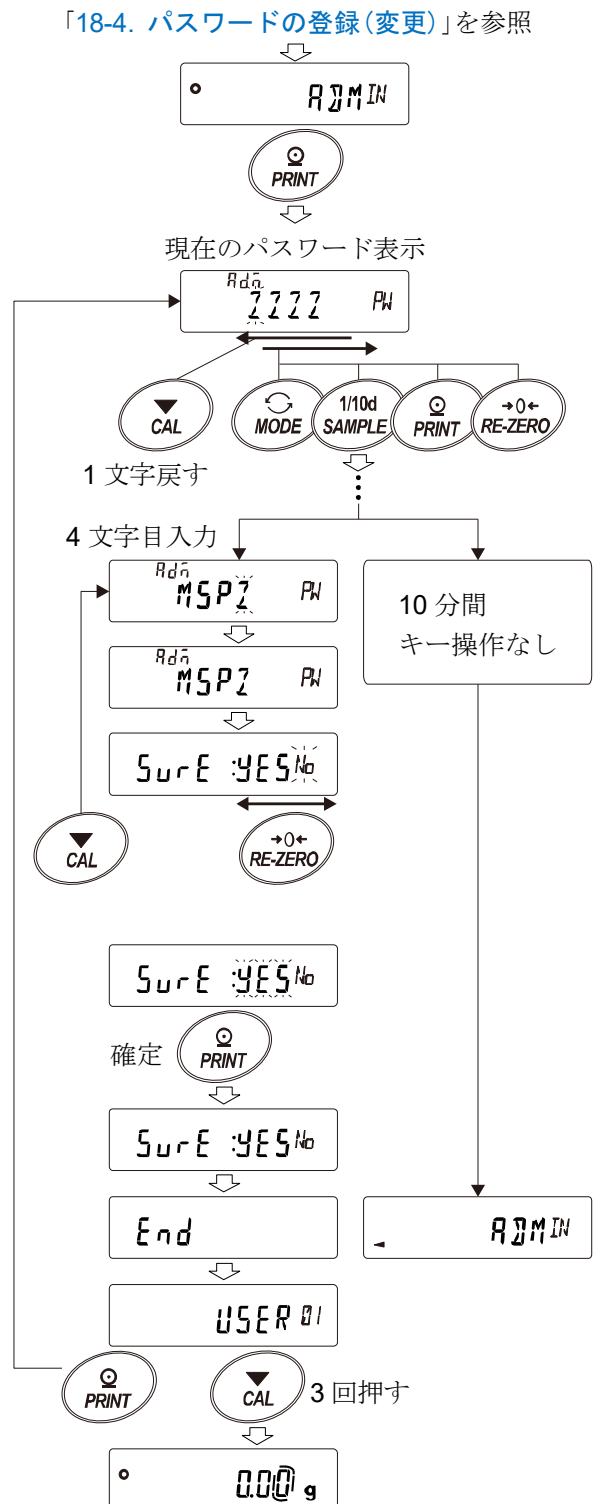 「18-4. パスワードの登録（変更）」を参照
ADMIN
PRINT
現在のパスワード表示
Adm
ZZZZ PW
CAL
MODE
1/10d
SAMPLE
PRINT
→0←
RE-ZERO
1 文字戻す
4 文字目入力
Adm
MSPZ PW
10 分間
キー操作なし
Adm
MSPZ PW
SurE :YES No
CAL
→0←
RE-ZERO
SurE :YES No
確定
PRINT
SurE :YES No
End
ADMIN
USER 01
PRINT
CAL
3 回押す
0.00 g